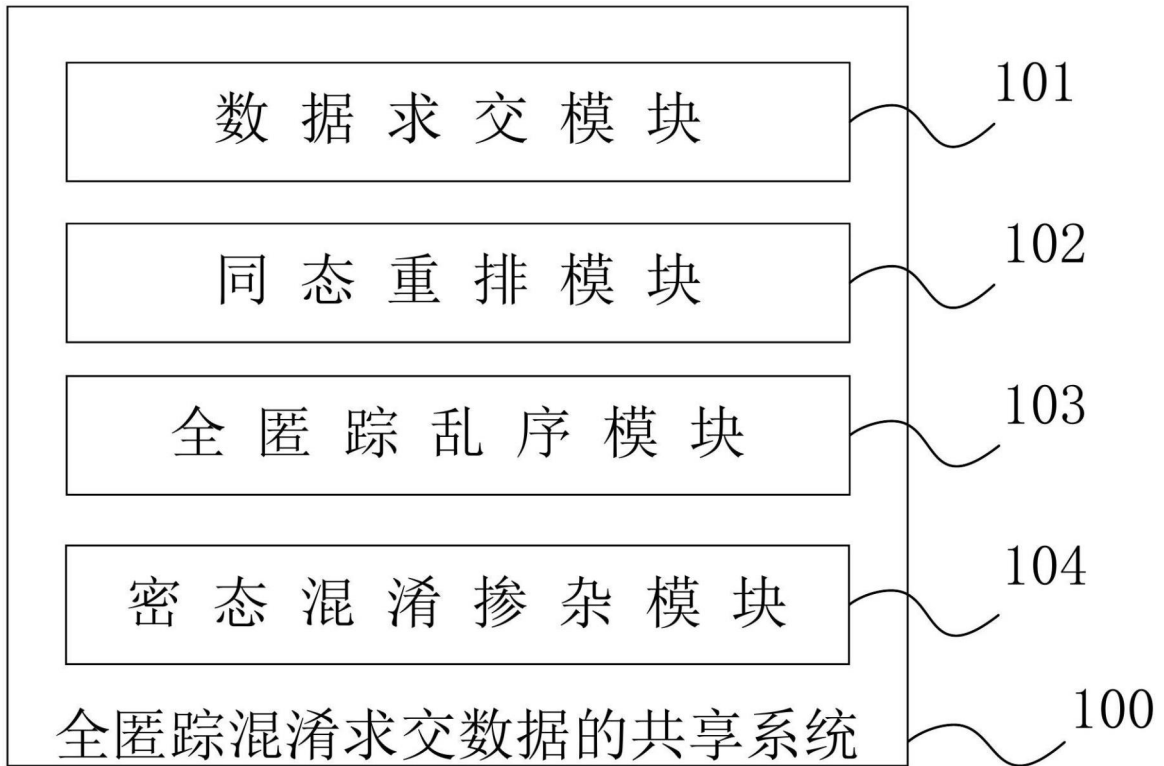 数据求交模块
101
同态重排模块
102
全匿踪乱序模块
103
密态混淆掺杂模块
104
全匿踪混淆求交数据的共享系统
100